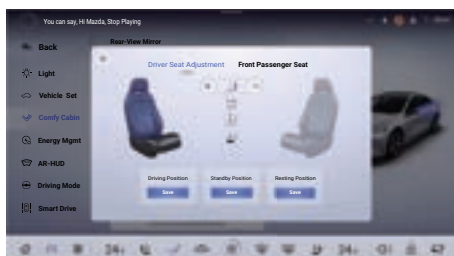 You can say, Hi Mazda, Stop Playing
Back
Rear-View Mirror
Driver Seat Adjustment
Front Passenger Seat
Light
Vehicle Set
Comfy Cabin
Energy Mgmt
AR-HUD
Driving Mode
Smart Drive
Driving Position
Standby Position
Resting Position
Save
Save
Save
24
24